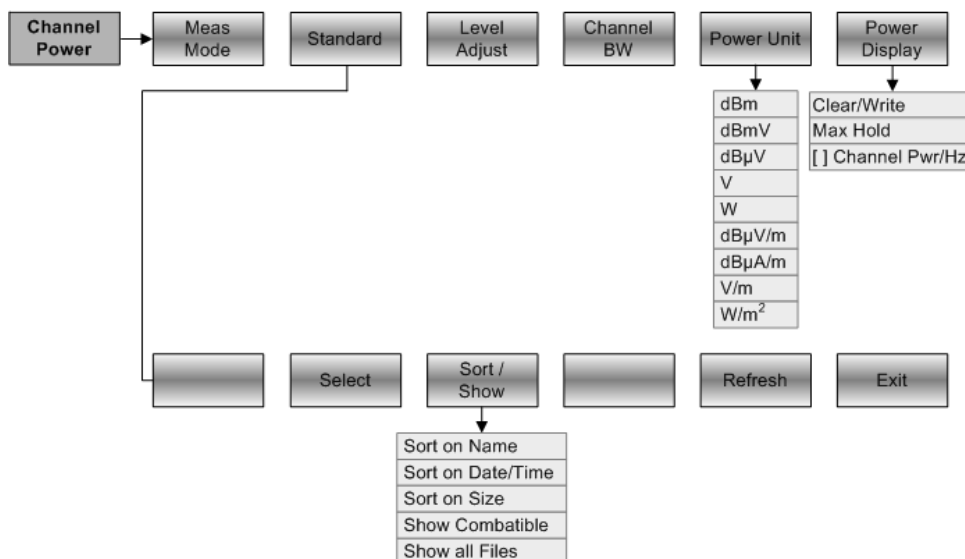 Channel
Power
Meas
Mode
Standard
Level
Adjust
Channel
BW
Power Unit
Power
Display
dBm
dBmV
dBµV
V
W
dBµV/m
dBµA/m
V/m
W/m²
Clear/Write
Max Hold
[ ] Channel Pwr/Hz
Select
Sort /
Show
Refresh
Exit
Sort on Name
Sort on Date/Time
Sort on Size
Show Combatible
Show all Files